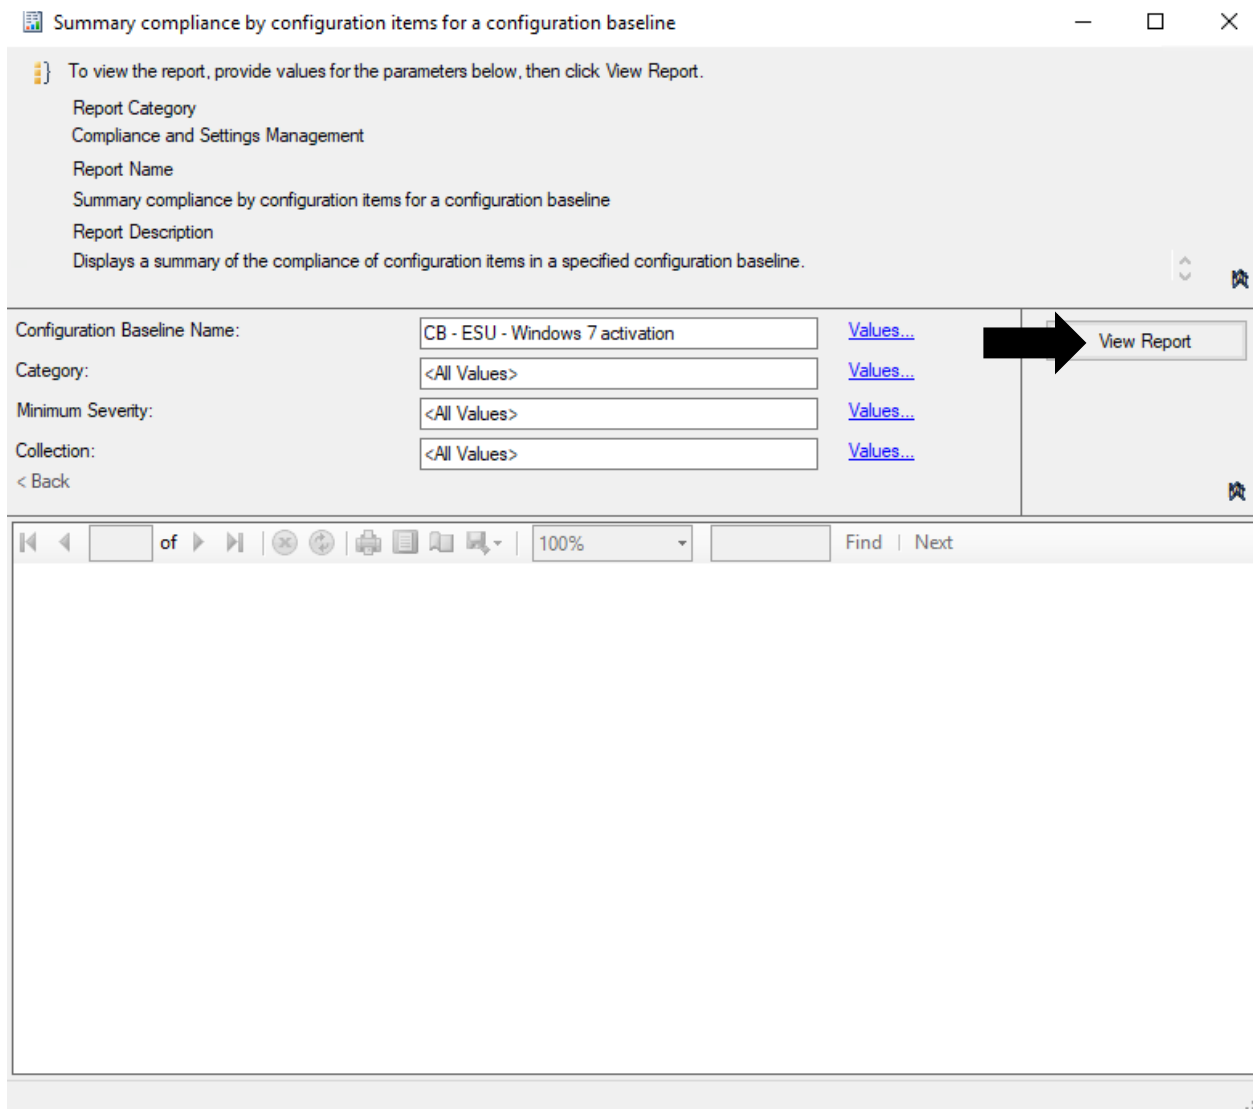 Summary compliance by configuration items for a configuration baseline
To view the report, provide values for the parameters below, then click View Report.
Report Category
Compliance and Settings Management
Report Name
Summary compliance by configuration items for a configuration baseline
Report Description
Displays a summary of the compliance of configuration items in a specified configuration baseline.
Configuration Baseline Name: CB - ESU - Windows 7 activation Values... View Report
Category: <All Values> Values...
Minimum Severity: <All Values> Values...
Collection: <All Values> Values...
< Back
of 100% Find | Next